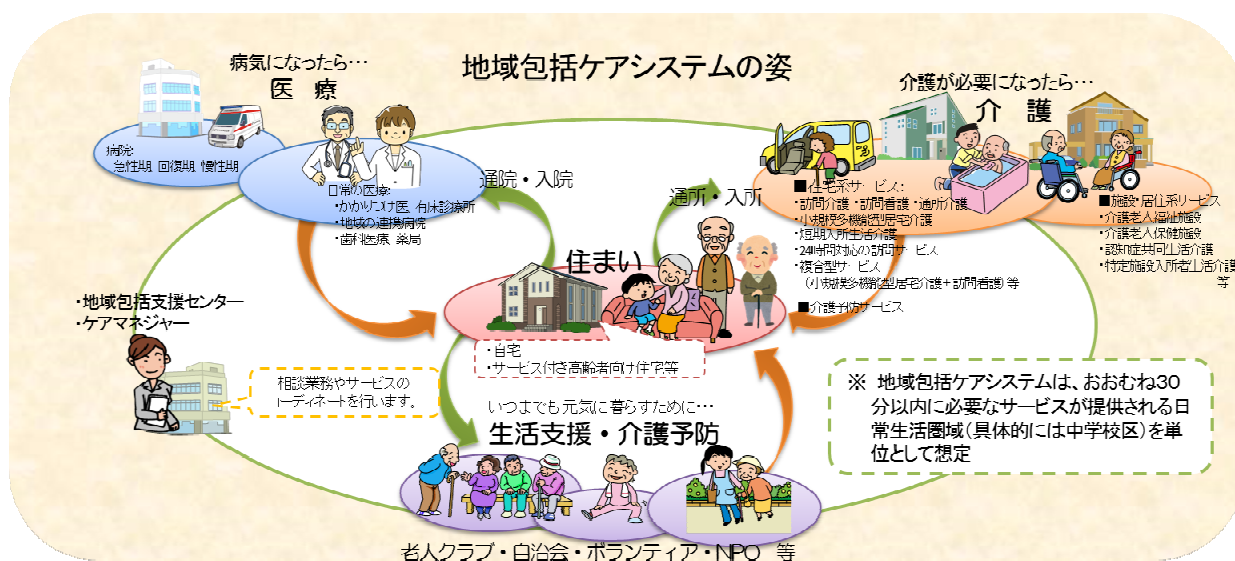 地域包括ケアシステムの姿
病気になったら…
医 療
病院:
急性期、回復期、慢性期
日常の医療:
・かかりつけ医、有床診療所
・地域の連携病院
・歯科医療、薬局
通院・入院
通所・入所
介護が必要になったら…
介 護
■在宅系サービス:
・訪問介護・訪問看護・通所介護
・小規模多機能型居宅介護
・短期入所生活介護
・24時間対応の訪問サービス
・複合型サービス
(小規模多機能型居宅介護+訪問看護)等
■介護予防サービス
■施設・居住系サービス
・介護老人福祉施設
・介護老人保健施設
・認知症共同生活介護
・特定施設入所者生活介護
等
住まい
・自宅
・サービス付き高齢者向け住宅等
・地域包括支援センター
・ケアマネジャー
相談業務やサービスの
ーディネートを行います。
いつまでも元気に暮らすために…
生活支援・介護予防
老人クラブ・自治会・ボランティア・NPO 等
※ 地域包括ケアシステムは、おおむね30
分以内に必要なサービスが提供される日
常生活圏域(具体的には中学校区)を単
位として想定